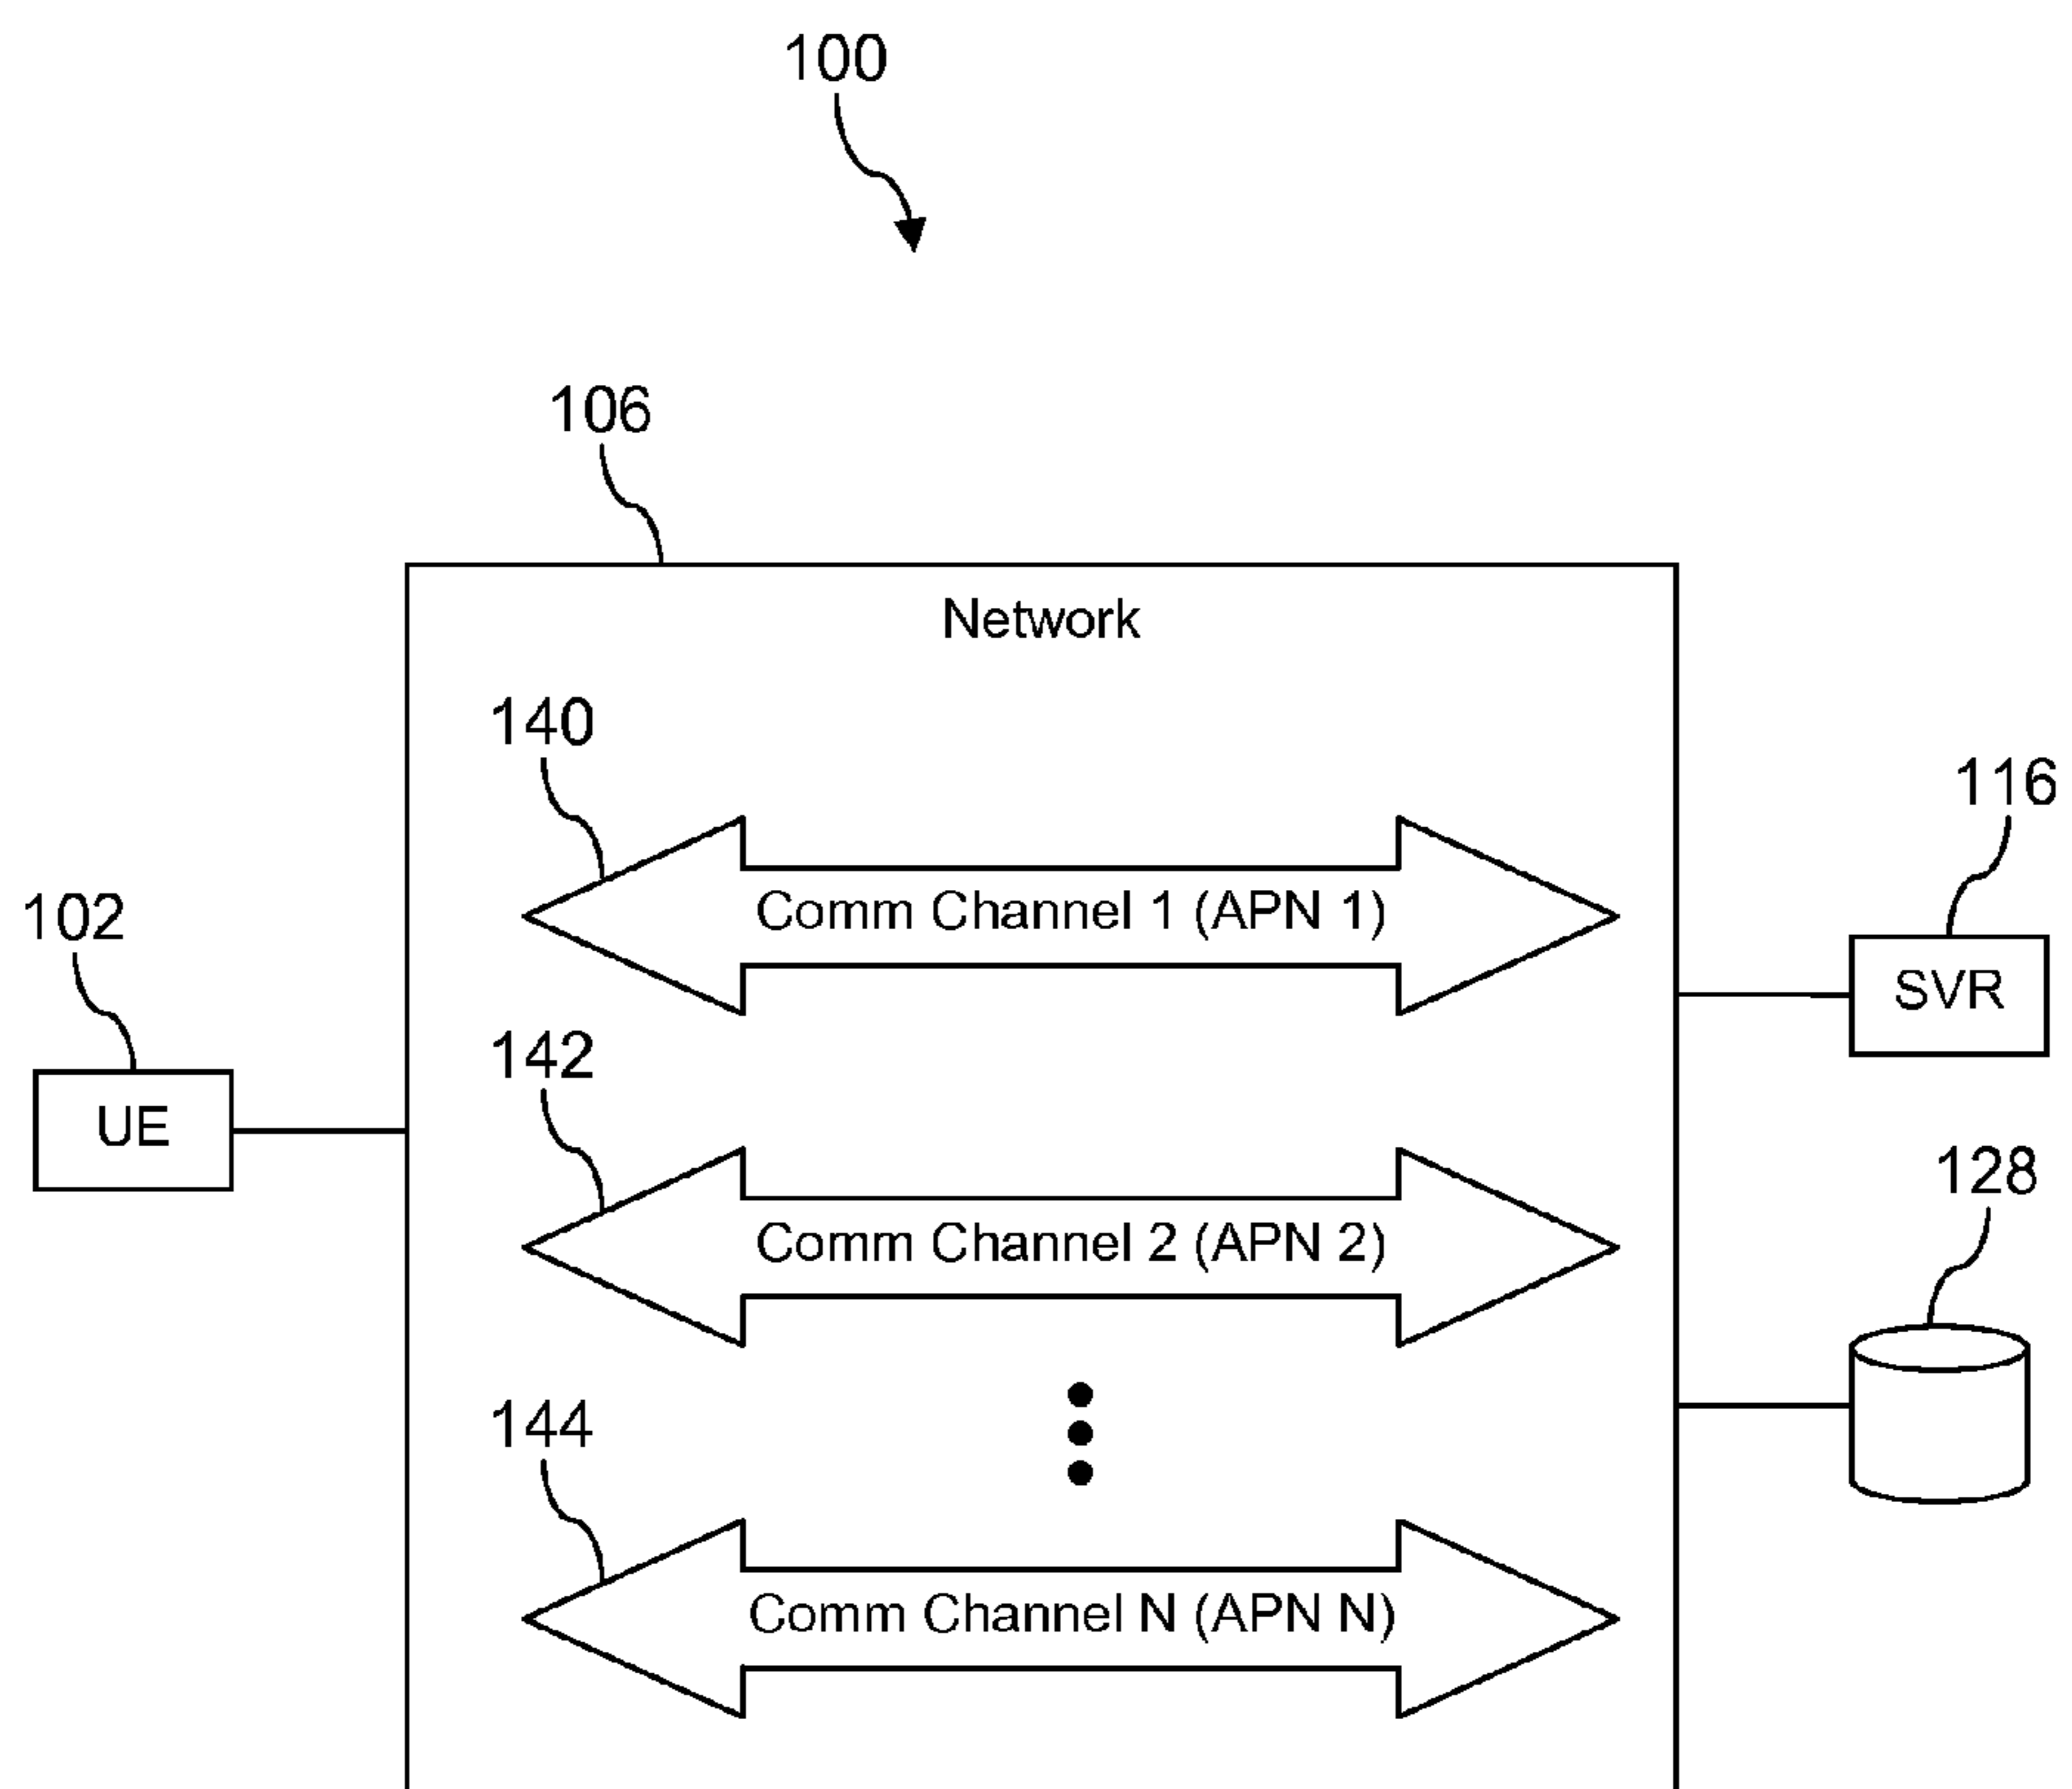 100
106
Network
140
116
Comm Channel 1 (APN 1)
102
SVR
142
UE
128
Comm Channel 2 (APN 2)
144
Comm Channel N (APN N)